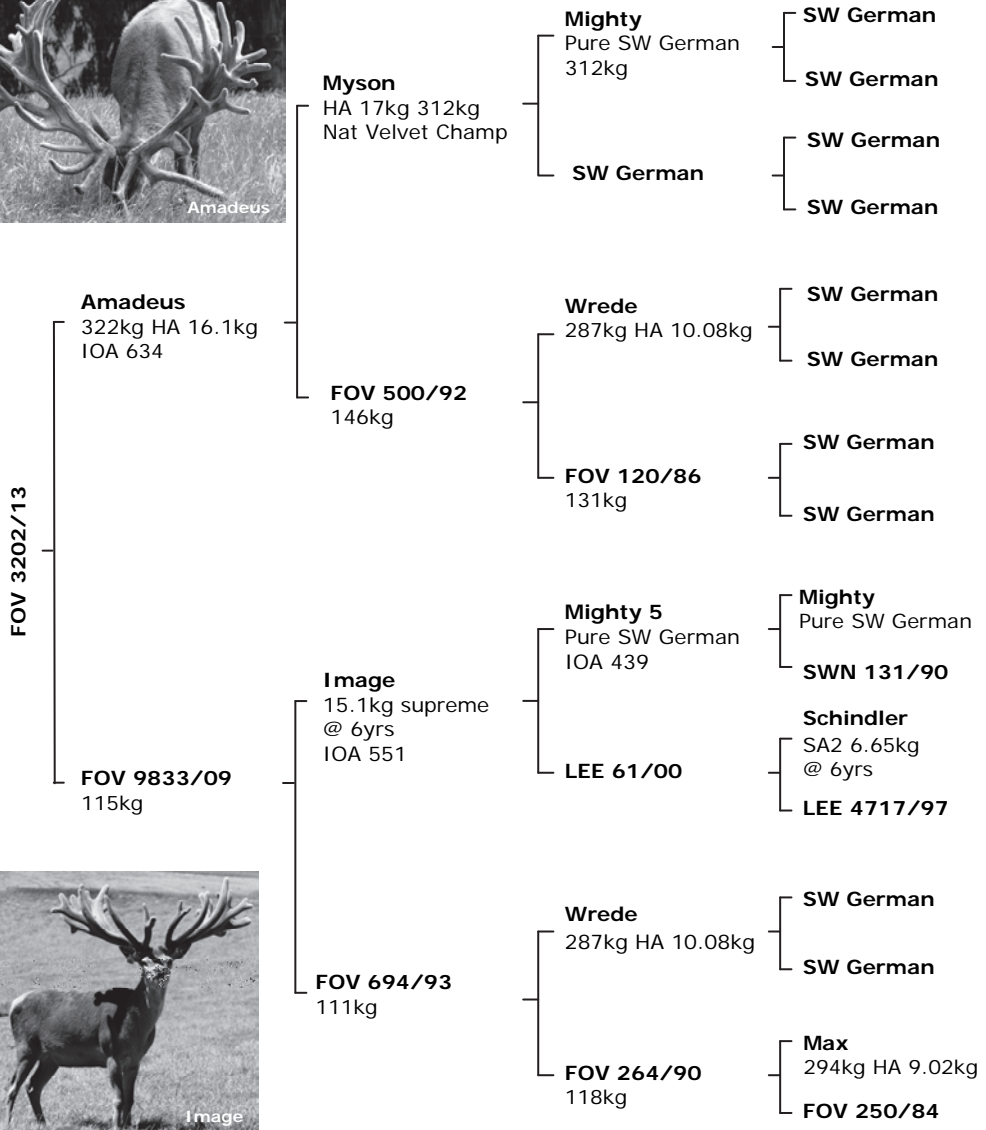 Amadeus
FOV 3202/13
Amadeus
322kg HA 16.1kg
IOA 634
FOV 9833/09
115kg
Myson
HA 17kg 312kg
Nat Velvet Champ
FOV 500/92
146kg
Image
15.1kg supreme
@ 6yrs
IOA 551
FOV 694/93
111kg
Mighty
Pure SW German
312kg
SW German
Wrede
287kg HA 10.08kg
FOV 120/86
131kg
Mighty 5
Pure SW German
IOA 439
LEE 61/00
Wrede
287kg HA 10.08kg
FOV 264/90
118kg
SW German
SW German
SW German
SW German
SW German
SW German
SW German
SW German
Mighty
Pure SW German
SWN 131/90
Schindler
SA2 6.65kg
@ 6yrs
LEE 4717/97
SW German
SW German
Max
294kg HA 9.02kg
FOV 250/84
Image